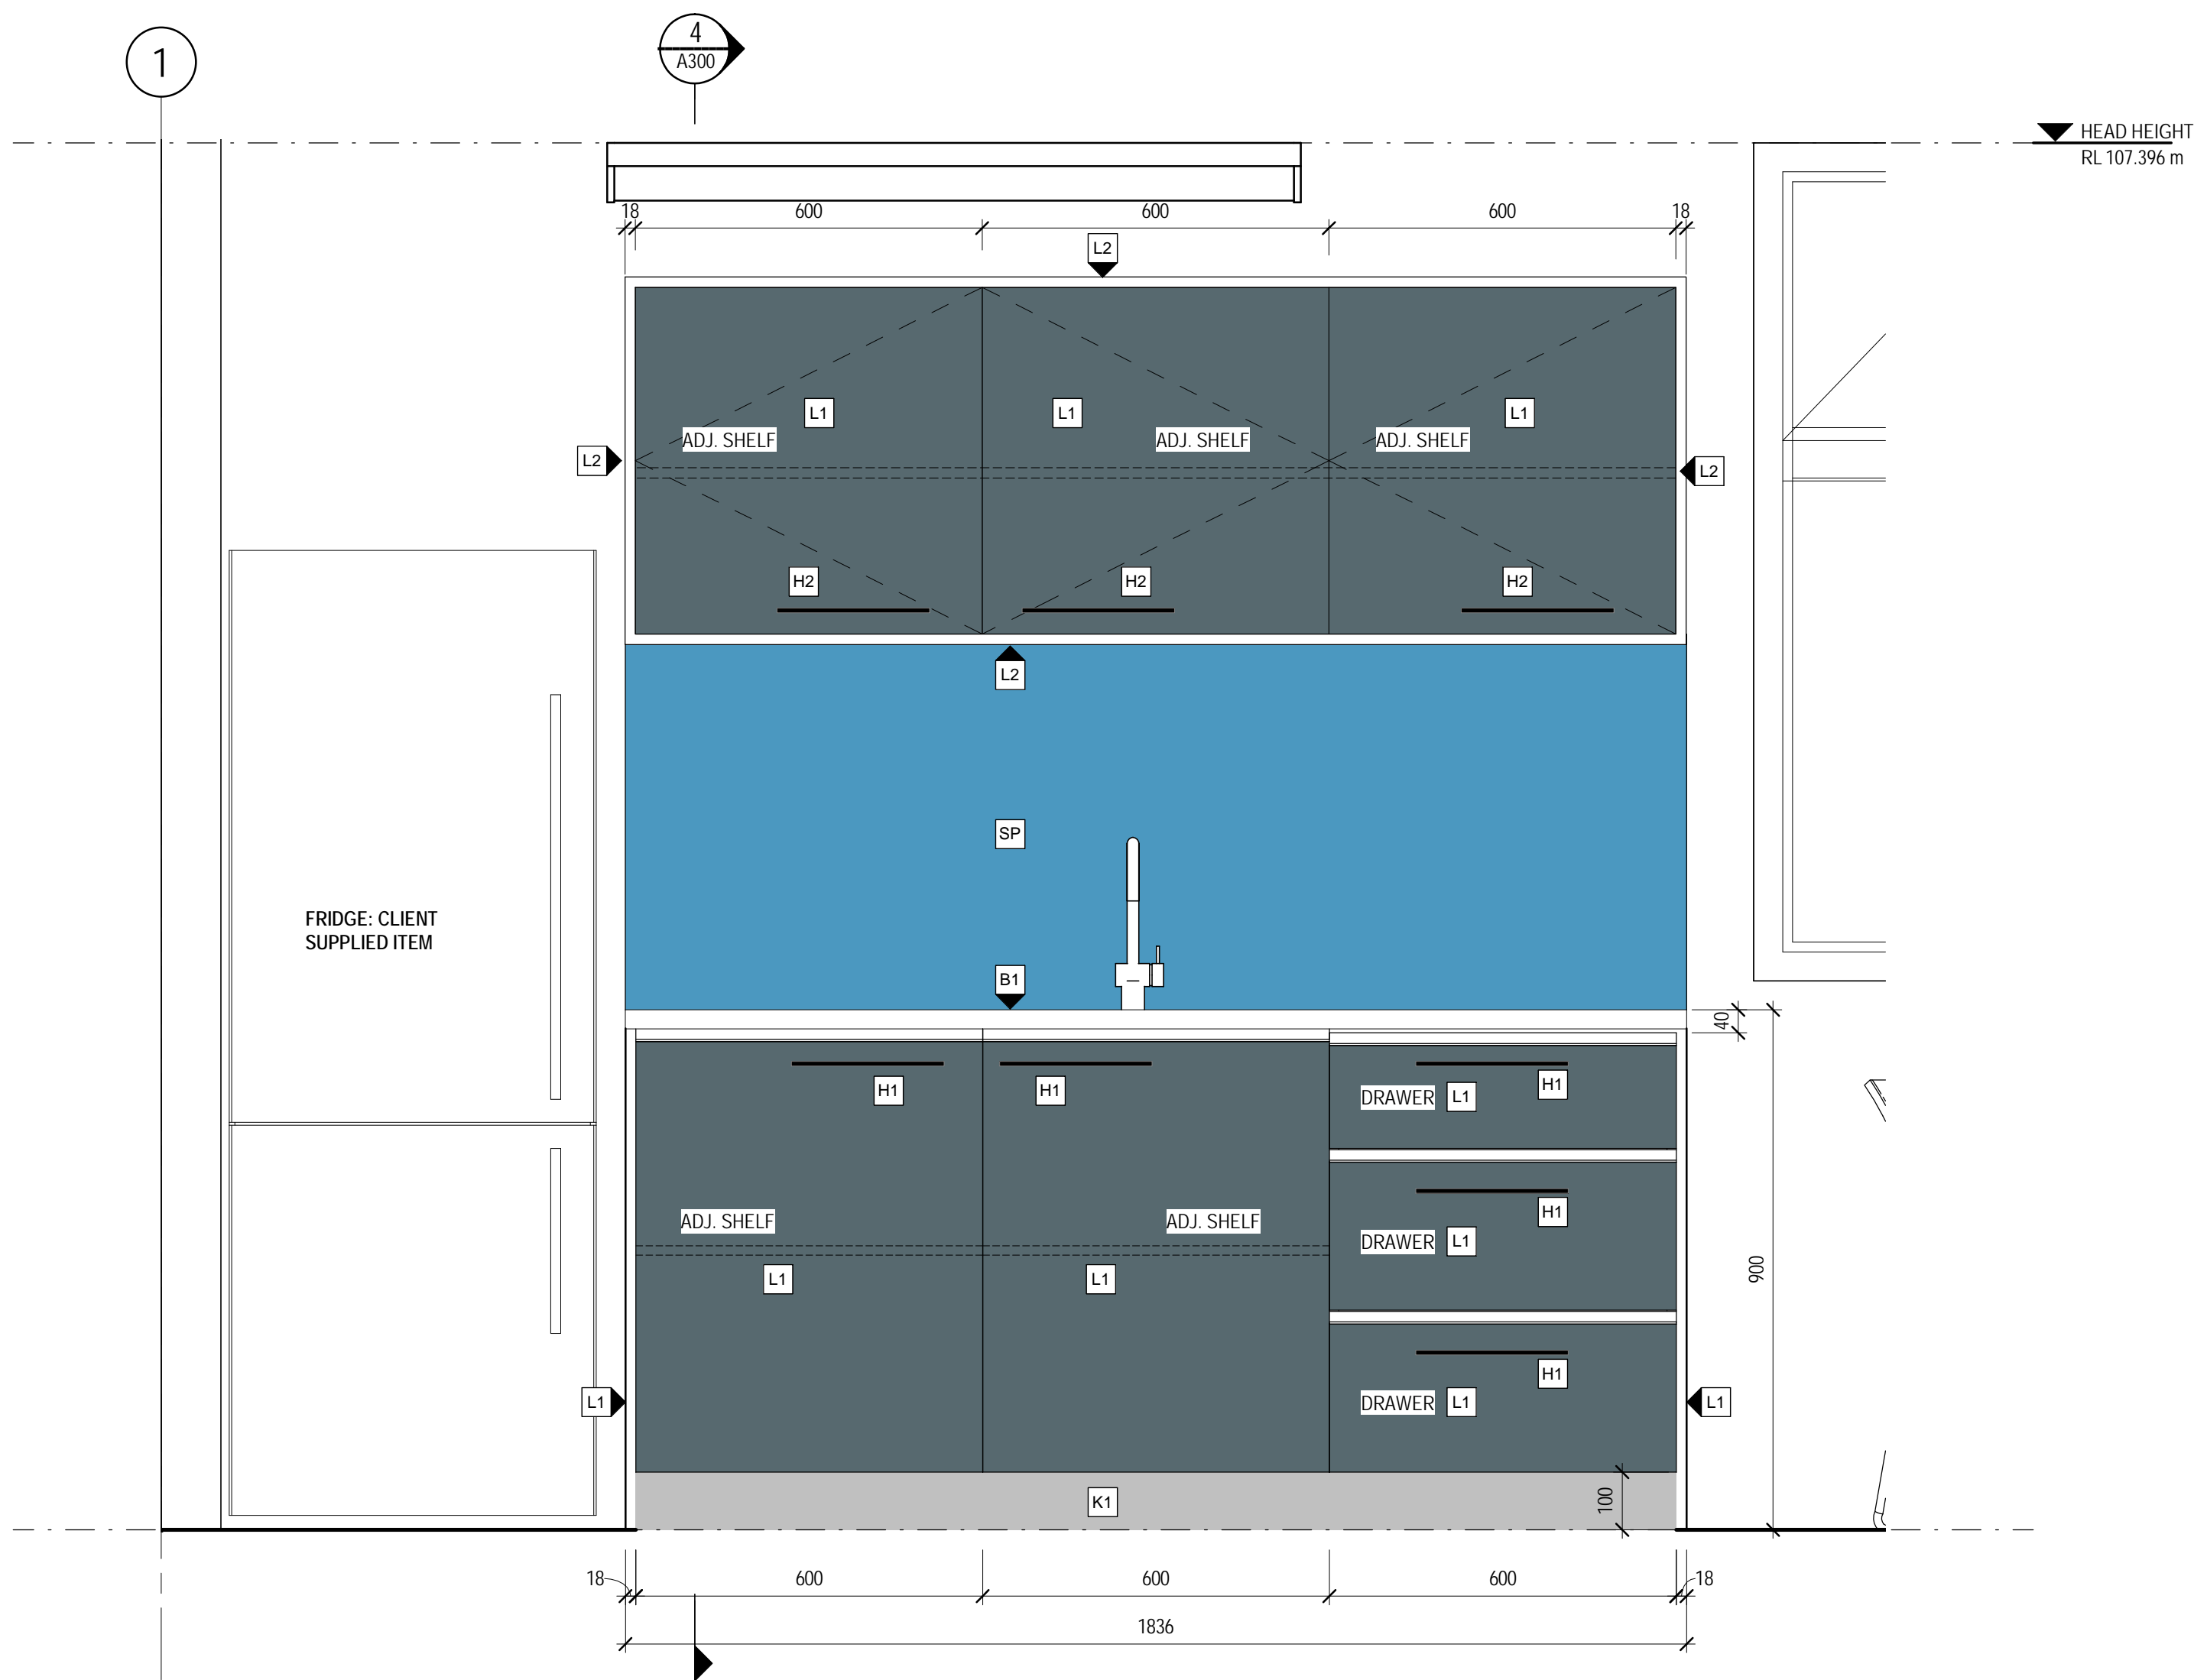 1
4
A300
HEAD HEIGHT
RL 107.396 m
18
600
600
600
18
L2
L1
L1
L1
ADJ. SHELF
ADJ. SHELF
ADJ. SHELF
L2
L2
H2
H2
H2
L2
SP
FRIDGE: CLIENT
SUPPLIED ITEM
B1
40
H1
H1
DRAWER
L1
H1
ADJ. SHELF
ADJ. SHELF
H1
DRAWER
L1
L1
L1
900
H1
L1
DRAWER
L1
L1
K1
100
18
600
600
600
18
1836